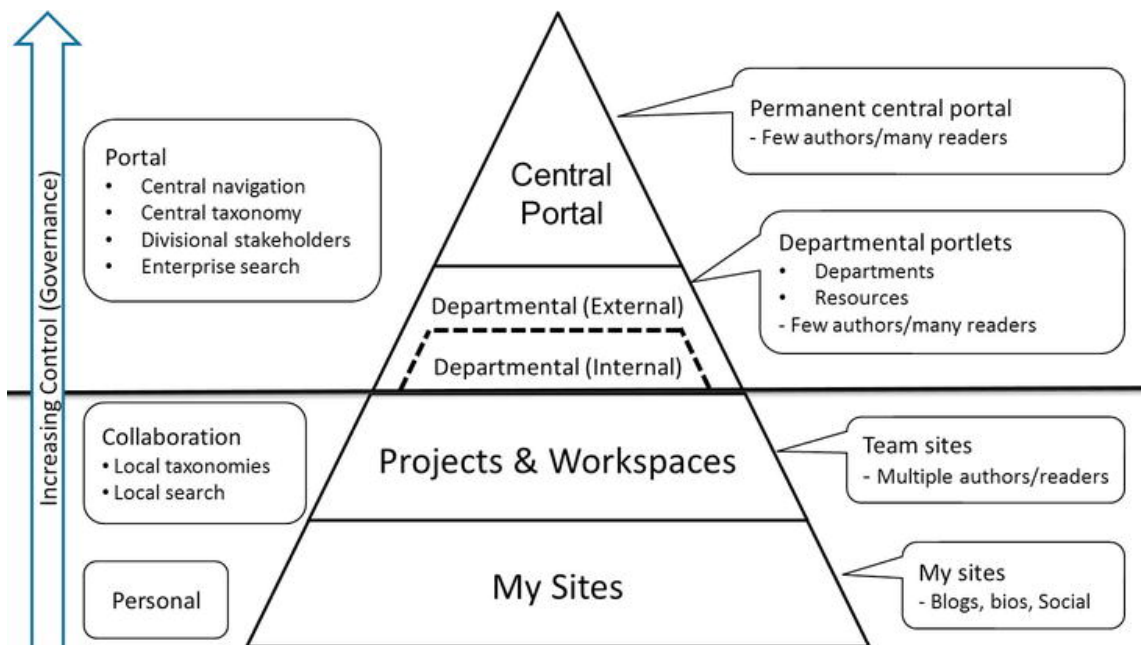 Increasing Control (Governance)
Portal
• Central navigation
• Central taxonomy
• Divisional stakeholders
• Enterprise search
Central
Portal
Permanent central portal
- Few authors/many readers
Departmental (External)
Departmental (Internal)
Departmental portlets
• Departments
• Resources
- Few authors/many readers
Collaboration
• Local taxonomies
• Local search
Projects & Workspaces
Team sites
- Multiple authors/readers
Personal
My Sites
My sites
- Blogs, bios, Social